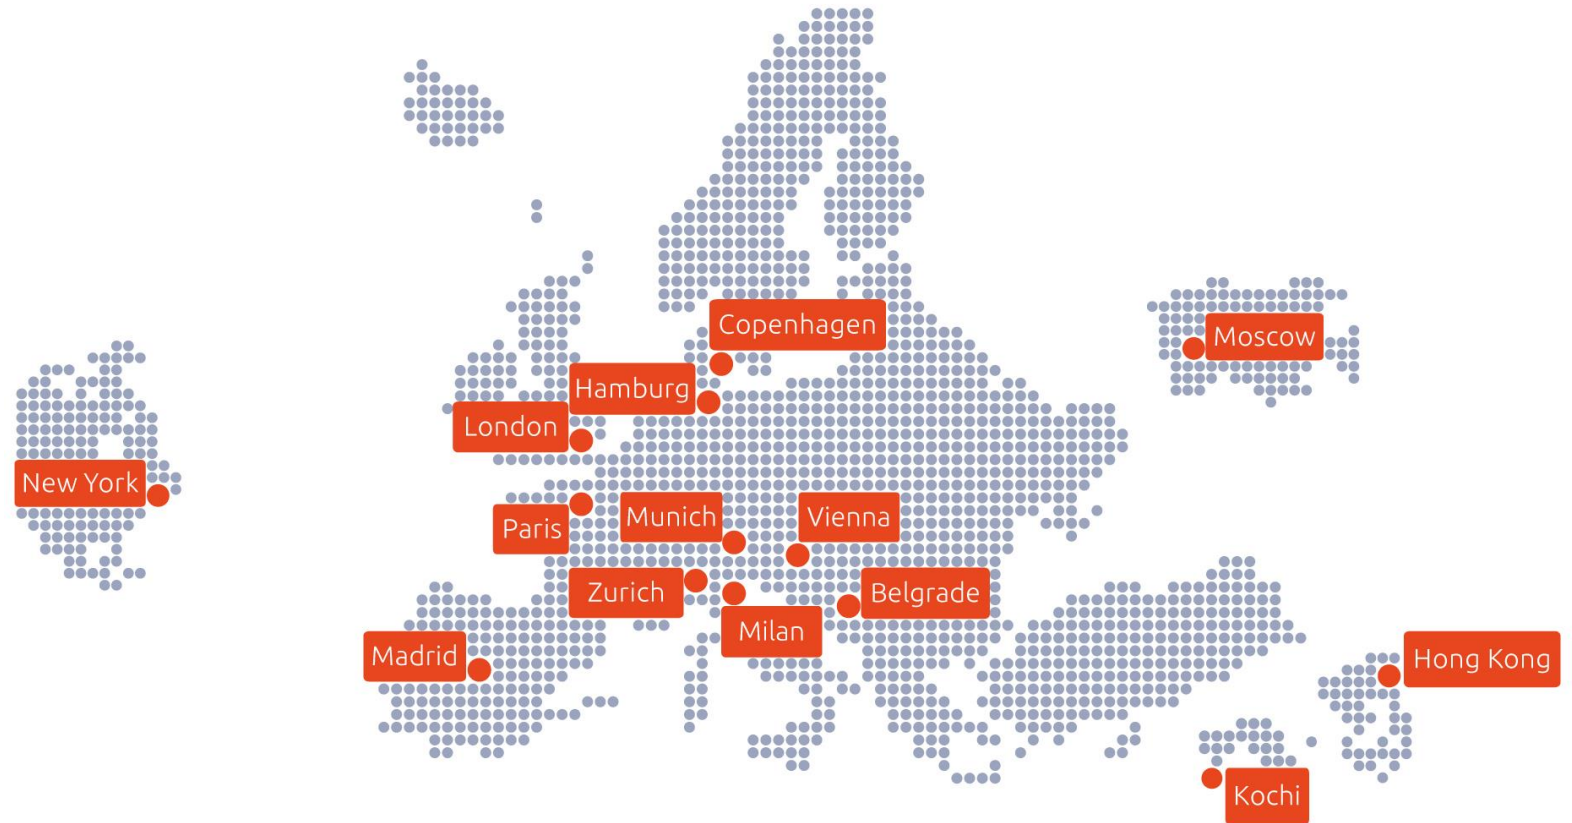 Copenhagen
Moscow
Hamburg
London
New York
Paris
Munich
Vienna
Zurich
Belgrade
Milan
Madrid
Hong Kong
Kochi